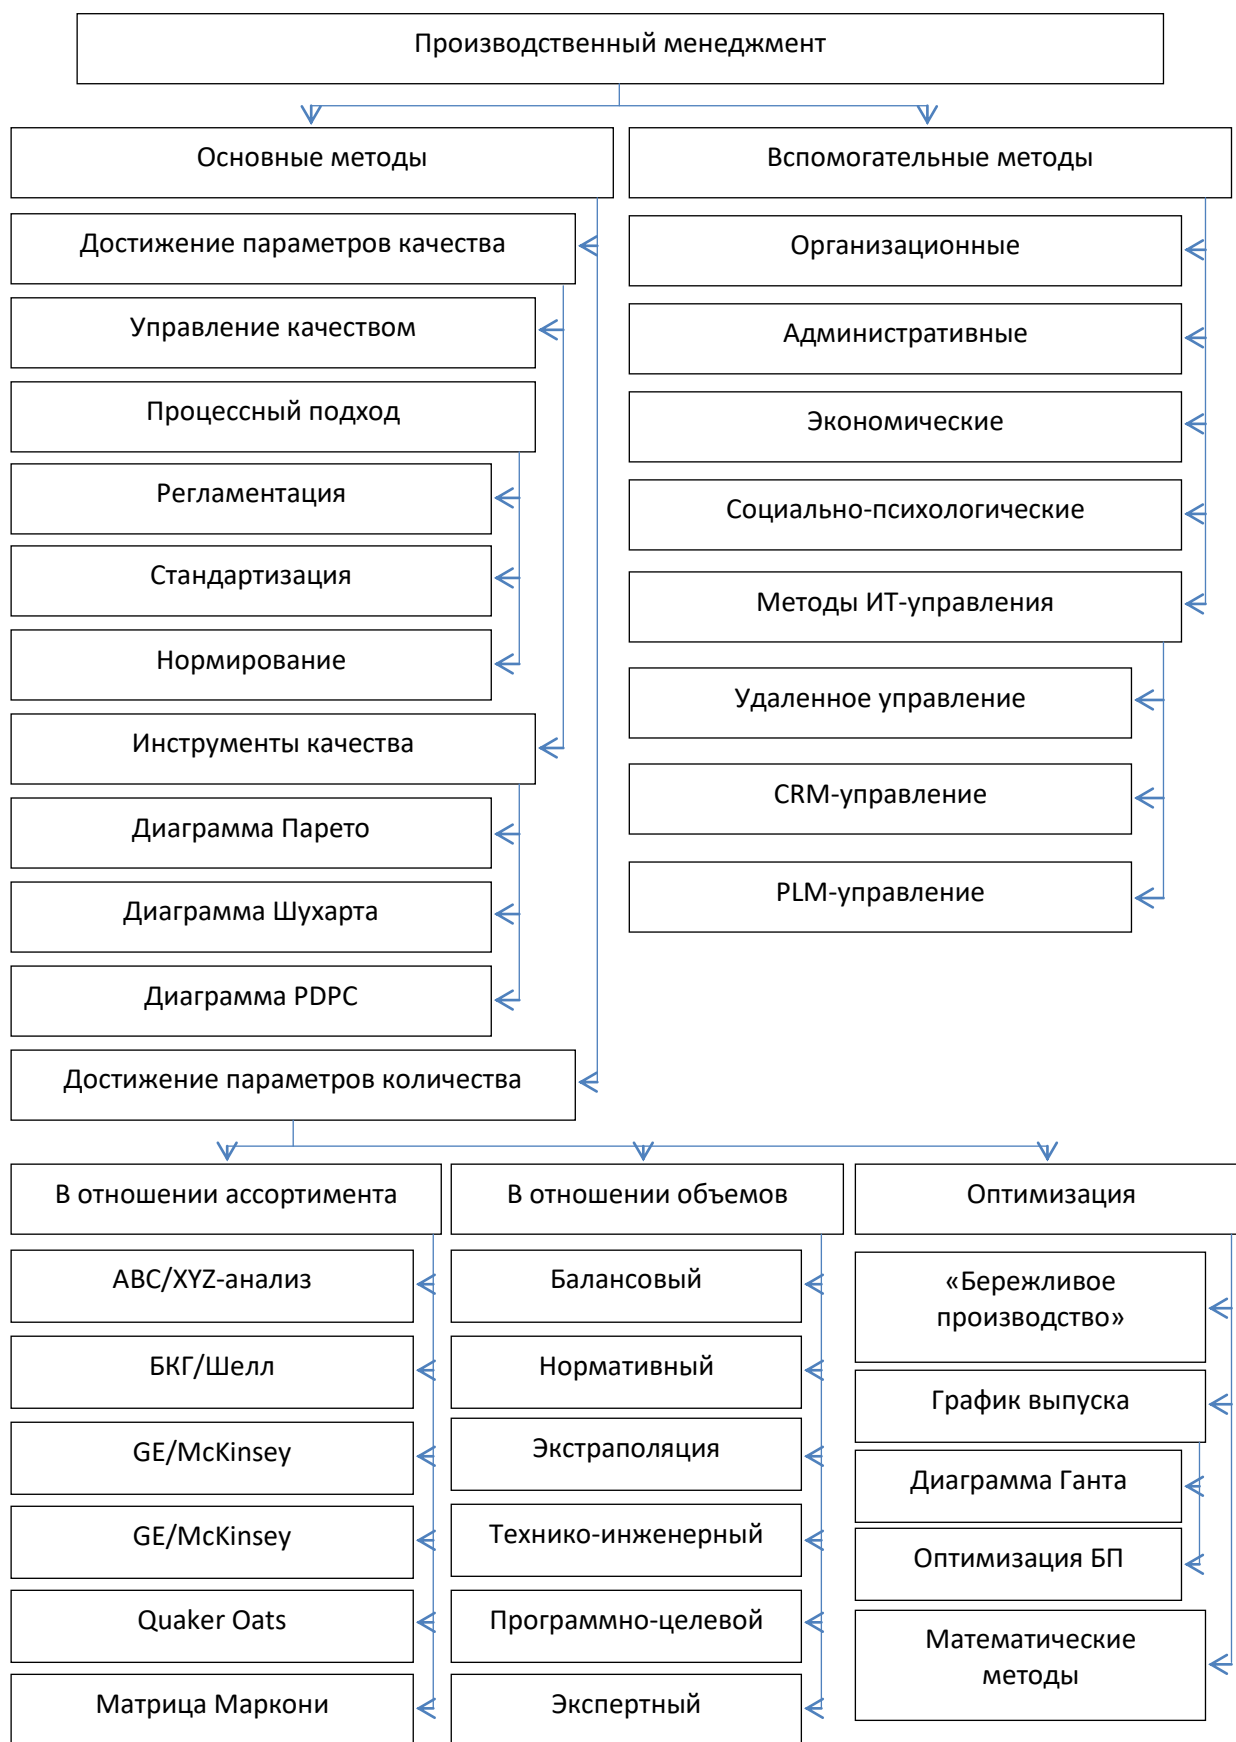 Производственный менеджмент
Основные методы
Вспомогательные методы
Достижение параметров качества
Управление качеством
Процессный подход
Регламентация
Стандартизация
Нормирование
Инструменты качества
Диаграмма Парето
Диаграмма Шухарта
Диаграмма PDPC
Достижение параметров количества
Организационные
Административные
Экономические
Социально-психологические
Методы ИТ-управления
Удаленное управление
CRM-управление
PLM-управление
В отношении ассортимента
ABC/XYZ-анализ
БКГ/Шелл
GE/McKinsey
GE/McKinsey
Quaker Oats
Матрица Маркони
В отношении объемов
Балансовый
Нормативный
Экстраполяция
Технико-инженерный
Программно-целевой
Экспертный
Оптимизация
«Бережливое
производство»
График выпуска
Диаграмма Ганта
Оптимизация БП
Математические
методы